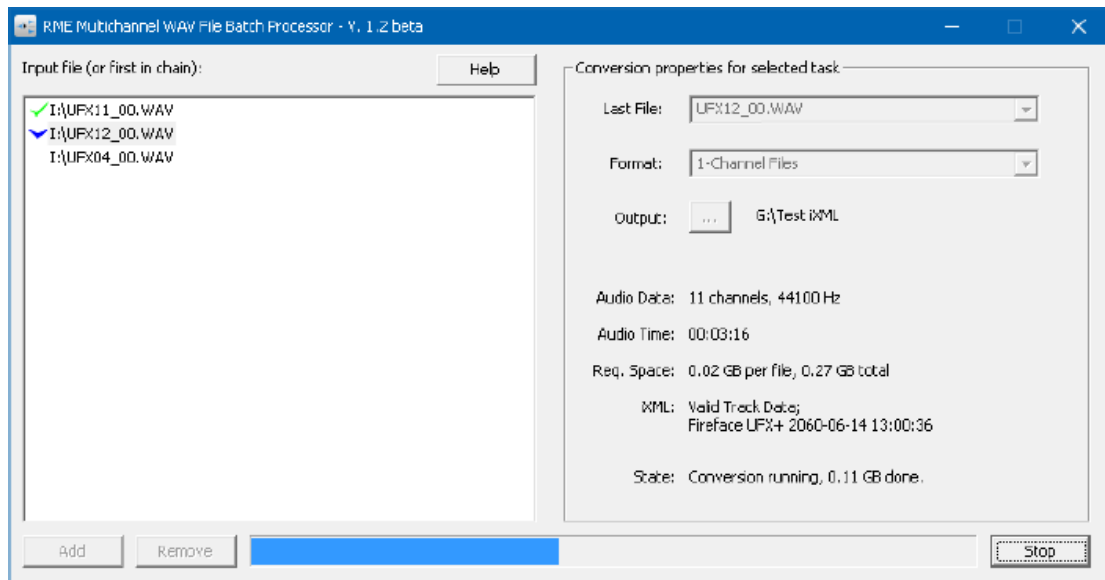 RME Multichannel WAV File Batch Processor - V. 1.2 beta
Input file (or first in chain):
Help
I:\UFX11_00.WAV
I:\UFX12_00.WAV
I:\UFX04_00.WAV
Conversion properties for selected task
Last File: UFX12_00.WAV
Format: 1-Channel Files
Output: ... G:\Test iXML
Audio Data: 11 channels, 44100 Hz
Audio Time: 00:03:16
Req. Space: 0.02 GB per file, 0.27 GB total
iXML: Valid Track Data;
Fireface UFX+ 2060-06-14 13:00:36
State: Conversion running, 0.11 GB done.
Add Remove Stop